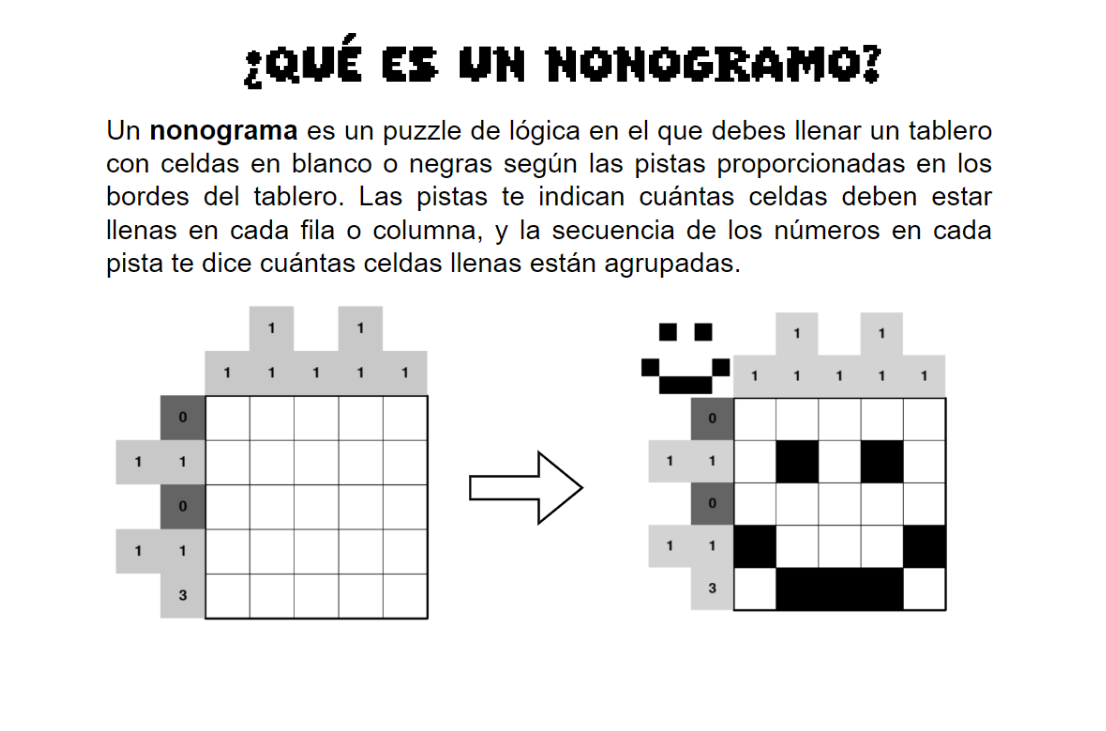 ¿QUÉ ES UN NONOGRAMO?
Un nonograma es un puzzle de lógica en el que debes llenar un tablero
con celdas en blanco o negras según las pistas proporcionadas en los
bordes del tablero. Las pistas te indican cuántas celdas deben estar
llenas en cada fila o columna, y la secuencia de los números en cada
pista te dice cuántas celdas llenas están agrupadas.
1 1
1 1 1 1 1
0
1 1
0
1 1
3
1 1
1 1 1 1 1
0
1 1
0
1 1
3